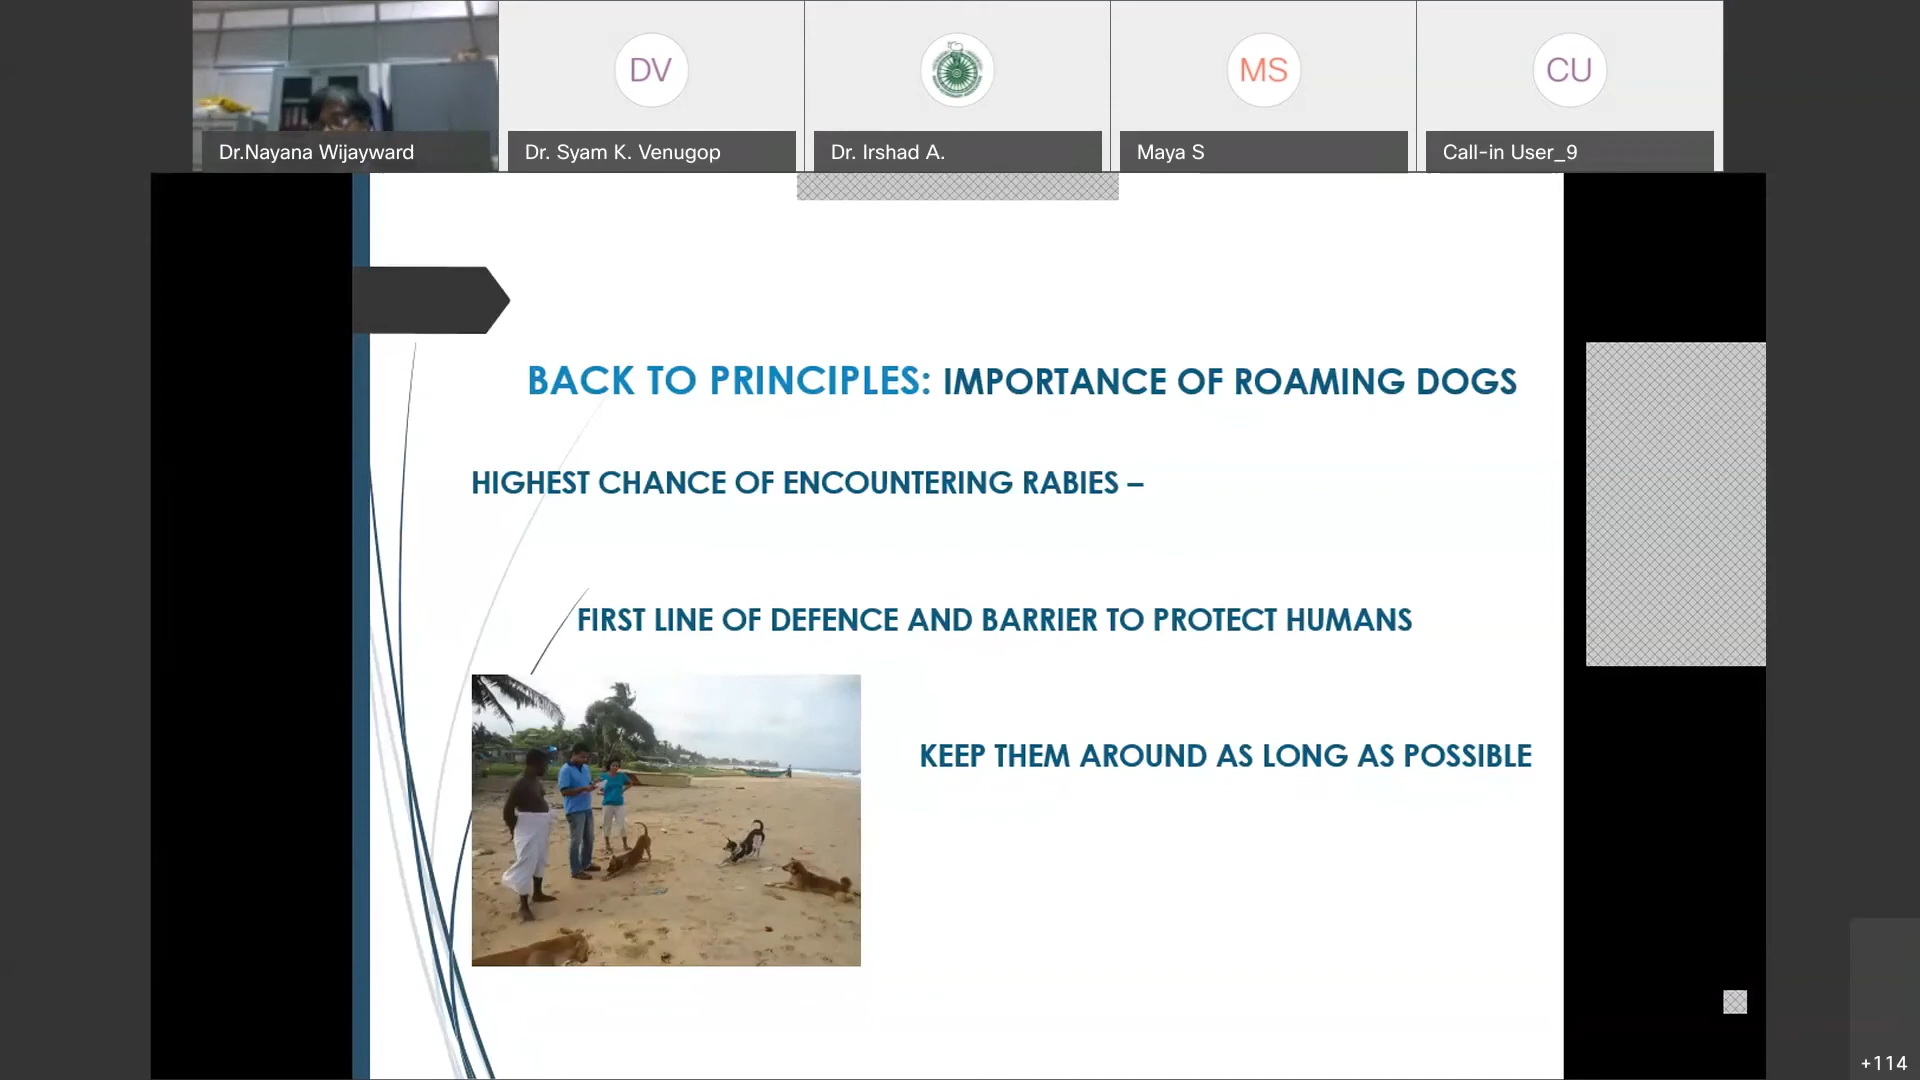 DV
MS
CU
Dr.Nayana Wijayward
Dr. Syam K. Venugop
Dr. Irshad A.
Maya S
Call-in User_9
BACK TO PRINCIPLES: IMPORTANCE OF ROAMING DOGS
HIGHEST CHANCE OF ENCOUNTERING RABIES –
FIRST LINE OF DEFENCE AND BARRIER TO PROTECT HUMANS
KEEP THEM AROUND AS LONG AS POSSIBLE
+114